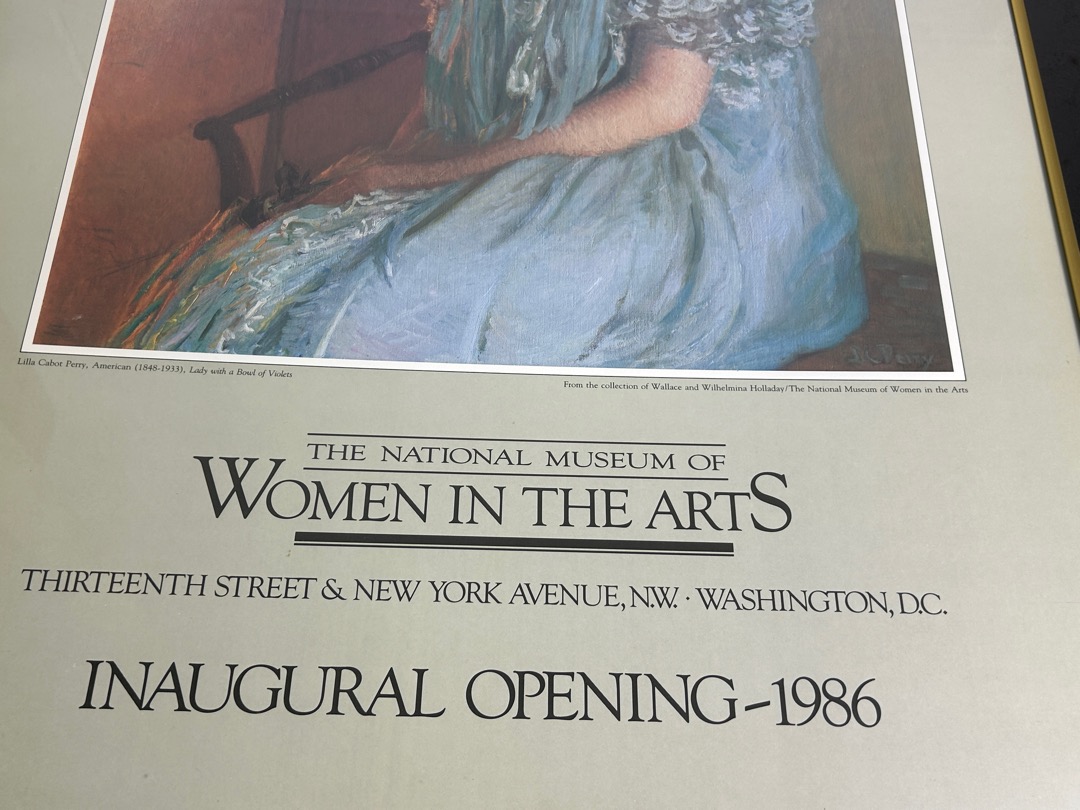 Lilla Cabot Perry, American (1848-1933), Lady with a Bowl of Violets
From the collection of Wallace and Wilhelmina Holladay/The National Museum of Women in the Arts
THE NATIONAL MUSEUM OF
WOMEN IN THE ARTS
THIRTEENTH STREET & NEW YORK AVENUE, N.W. · WASHINGTON, D.C.
INAUGURAL OPENING-1986